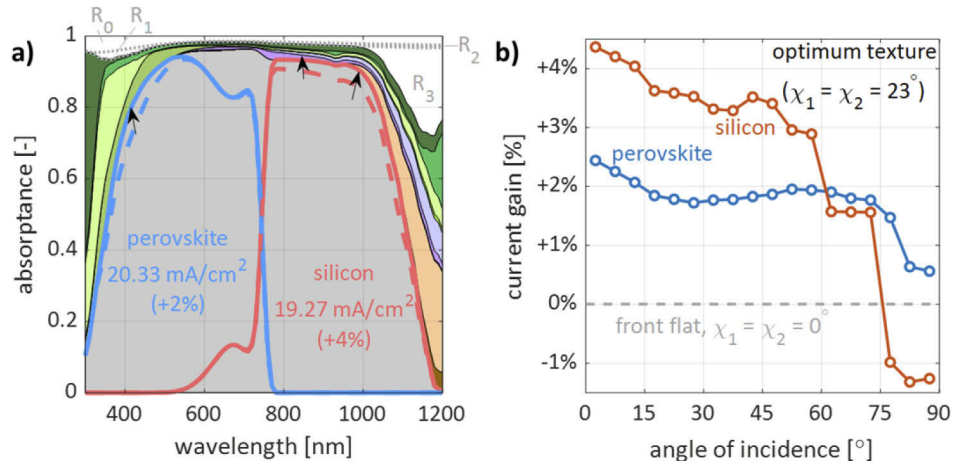 a)
R₀
R₁
R₂
R₃
1
0.8
0.6
0.4
0.2
0
absorptance [-]
perovskite
20.33 mA/cm²
(+2%)
silicon
19.27 mA/cm²
(+4%)
400
600
800
1000
1200
wavelength [nm]
b)
+4%
+3%
+2%
+1%
0%
-1%
current gain [%]
optimum texture
(χ₁ = χ₂ = 23°)
silicon
perovskite
front flat, χ₁ = χ₂ = 0°
0
15
30
45
60
75
90
angle of incidence [°]